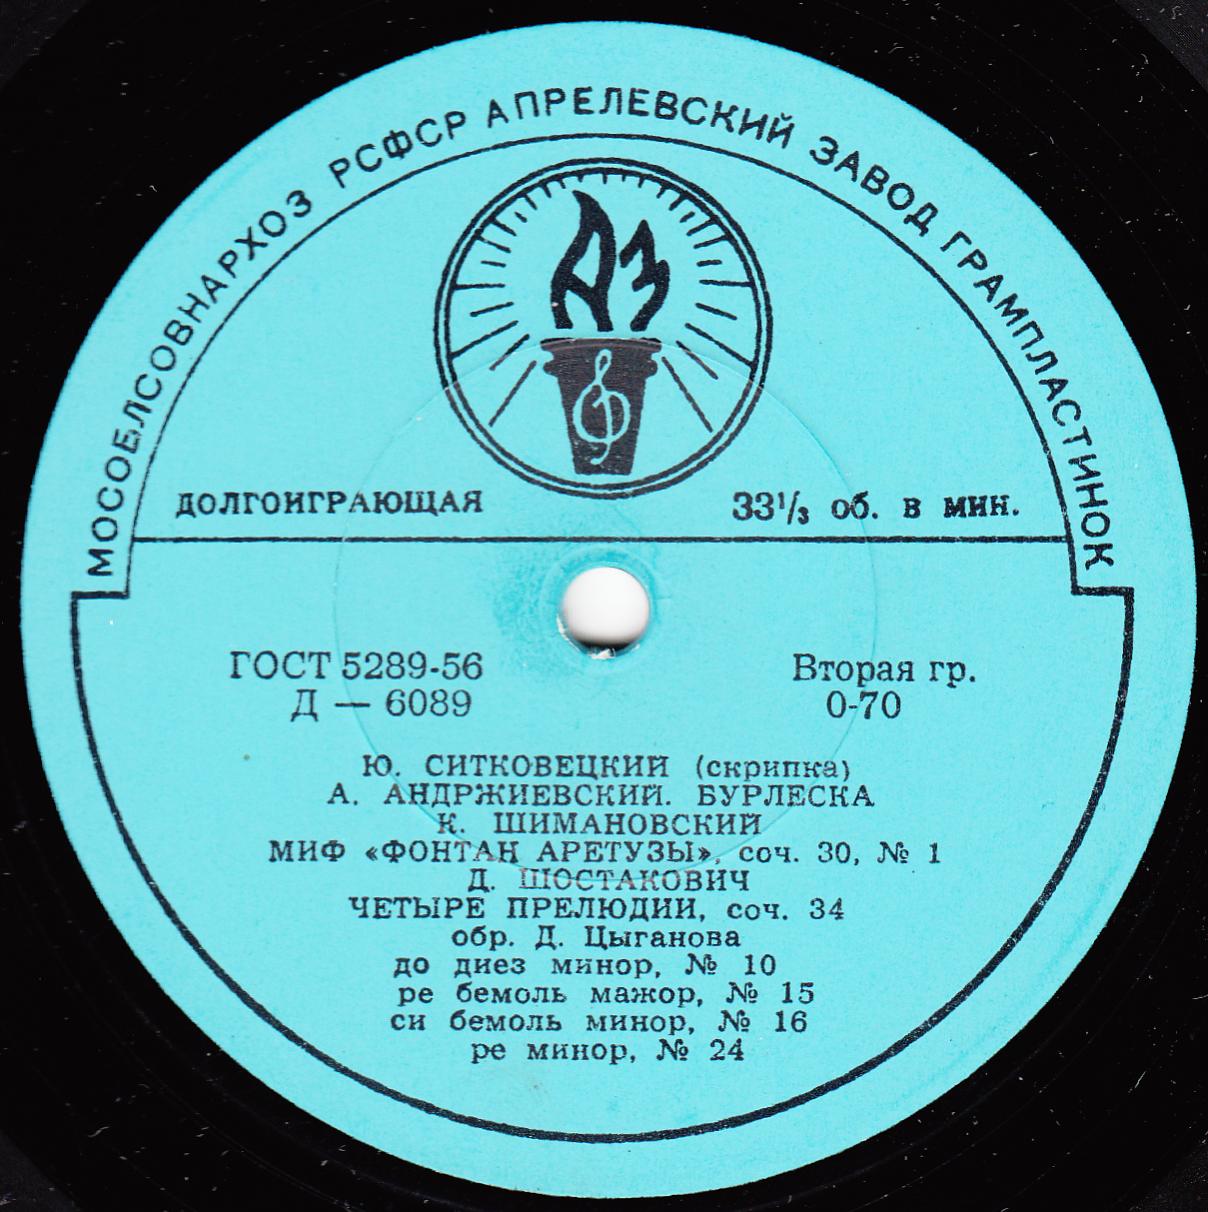 МОСОБЛСОВНАРХОЗ РСФСР АПРЕЛЕВСКИЙ ЗАВОД ГРАМПЛАСТИНОК
АЗ
ДОЛГОИГРАЮЩАЯ 33⅓ об. в мин.
ГОСТ 5289-56 Вторая гр.
Д — 6089 0-70
Ю. СИТКОВЕЦКИЙ (скрипка)
А. АНДРЖИЕВСКИЙ. БУРЛЕСКА
К. ШИМАНОВСКИЙ
МИФ «ФОНТАН АРЕТУЗЫ», соч. 30, № 1
Д. ШОСТАКОВИЧ
ЧЕТЫРЕ ПРЕЛЮДИИ, соч. 34
обр. Д. Цыганова
до диез минор, № 10
ре бемоль мажор, № 15
си бемоль минор, № 16
ре минор, № 24